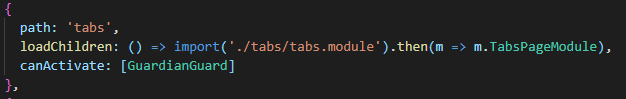 {
path: 'tabs',
loadChildren: () => import('./tabs/tabs.module').then(m => m.TabsPageModule),
canActivate: [GuardianGuard]
},